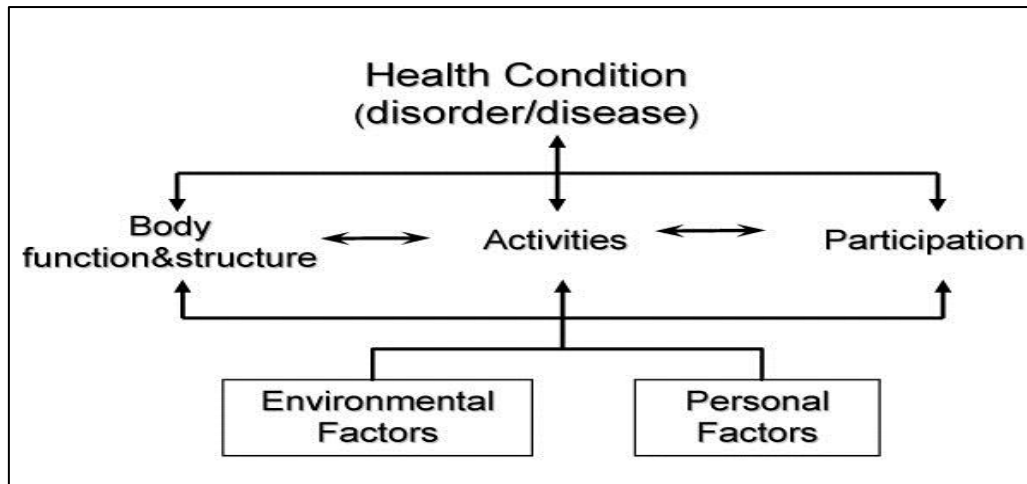 Health Condition
(disorder/disease)
Body
function&structure
Activities
Participation
Environmental
Factors
Personal
Factors